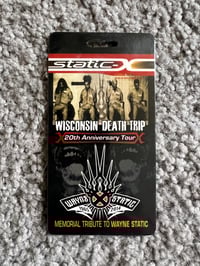 static-x
WISCONSIN DEATH TRIP
20th Anniversary Tour
WAYNE STATIC
MEMORIAL TRIBUTE TO WAYNE STATIC